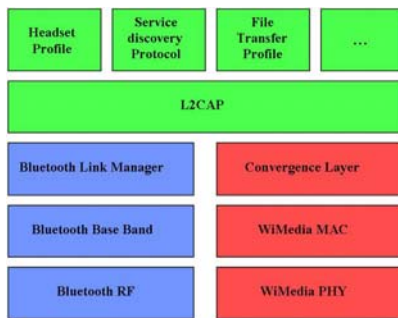 Headset
Profile
Service
discovery
Protocol
File
Transfer
Profile
...
L2CAP
Bluetooth Link Manager
Convergence Layer
Bluetooth Base Band
WiMedia MAC
Bluetooth RF
WiMedia PHY